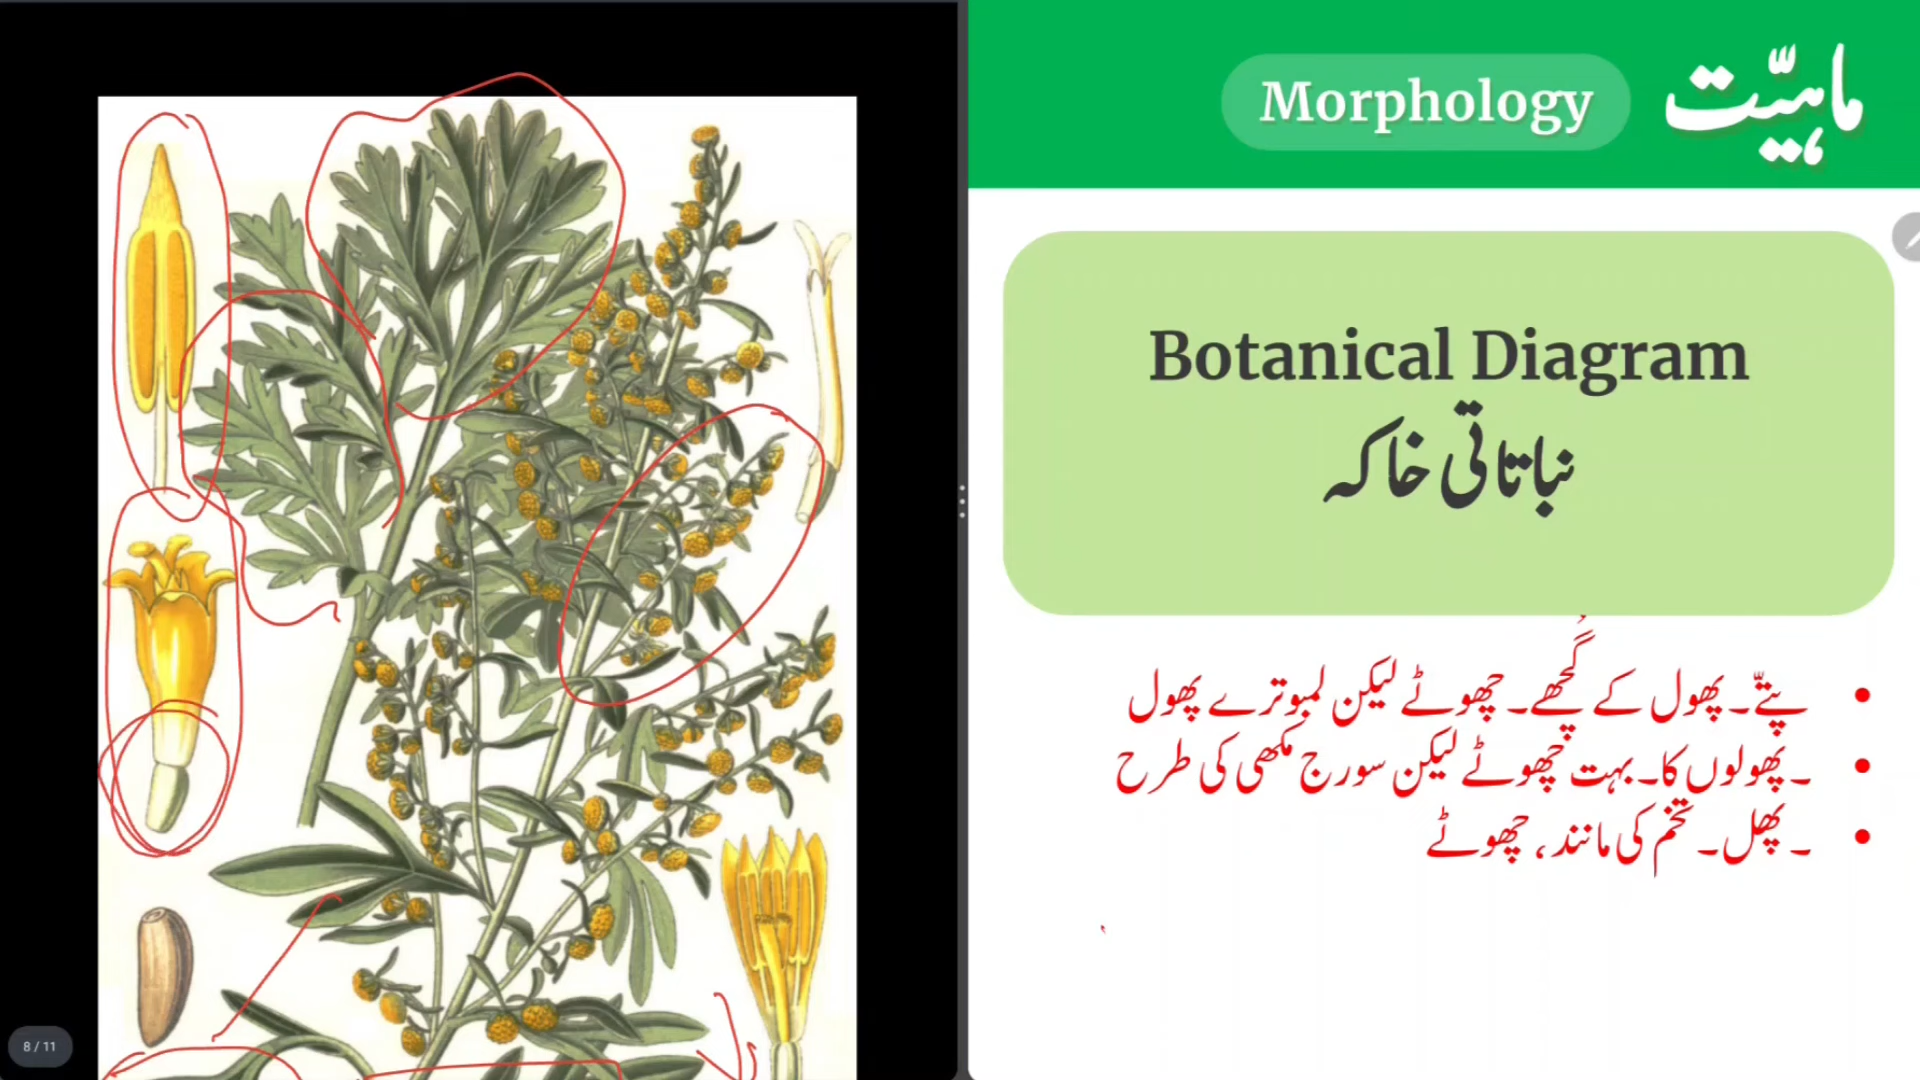 Morphology ماہیّت
Botanical Diagram
نباتاتی خاکہ
• پتّے۔ پھول کے گُچھے۔ چھوٹے لیکن لمبوترے پھول
• ۔ پھولوں کا۔ بہت چھوٹے لیکن سورج مکھی کی طرح
• ۔ پھل۔ تخم کی مانند، چھوٹے
8 / 11